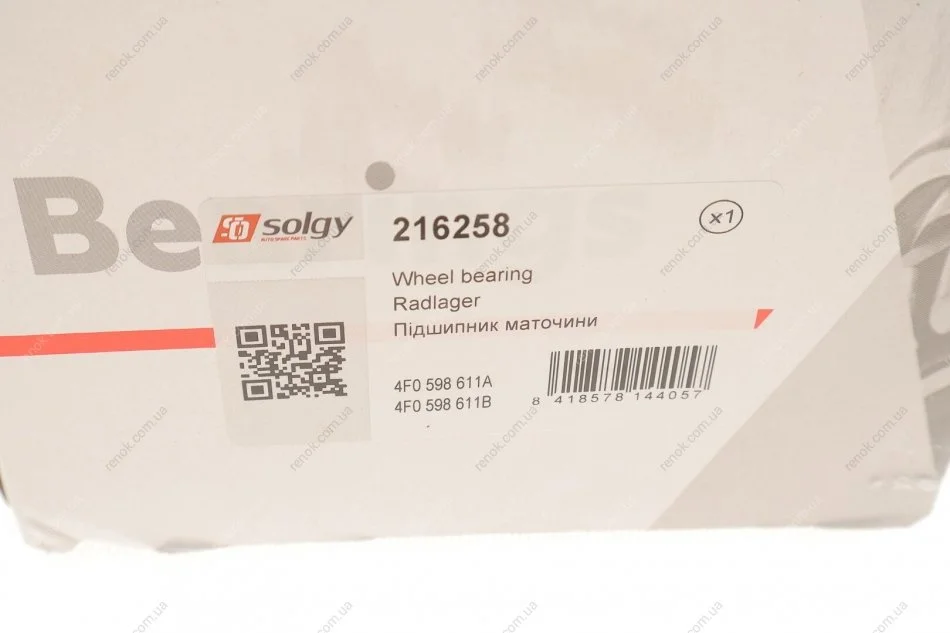 Be
solgy
AUTO SPARE PARTS
216258
x1
Wheel bearing
Radlager
Підшипник маточини
4F0 598 611A
4F0 598 611B
8 418578 144057
renok.com.ua